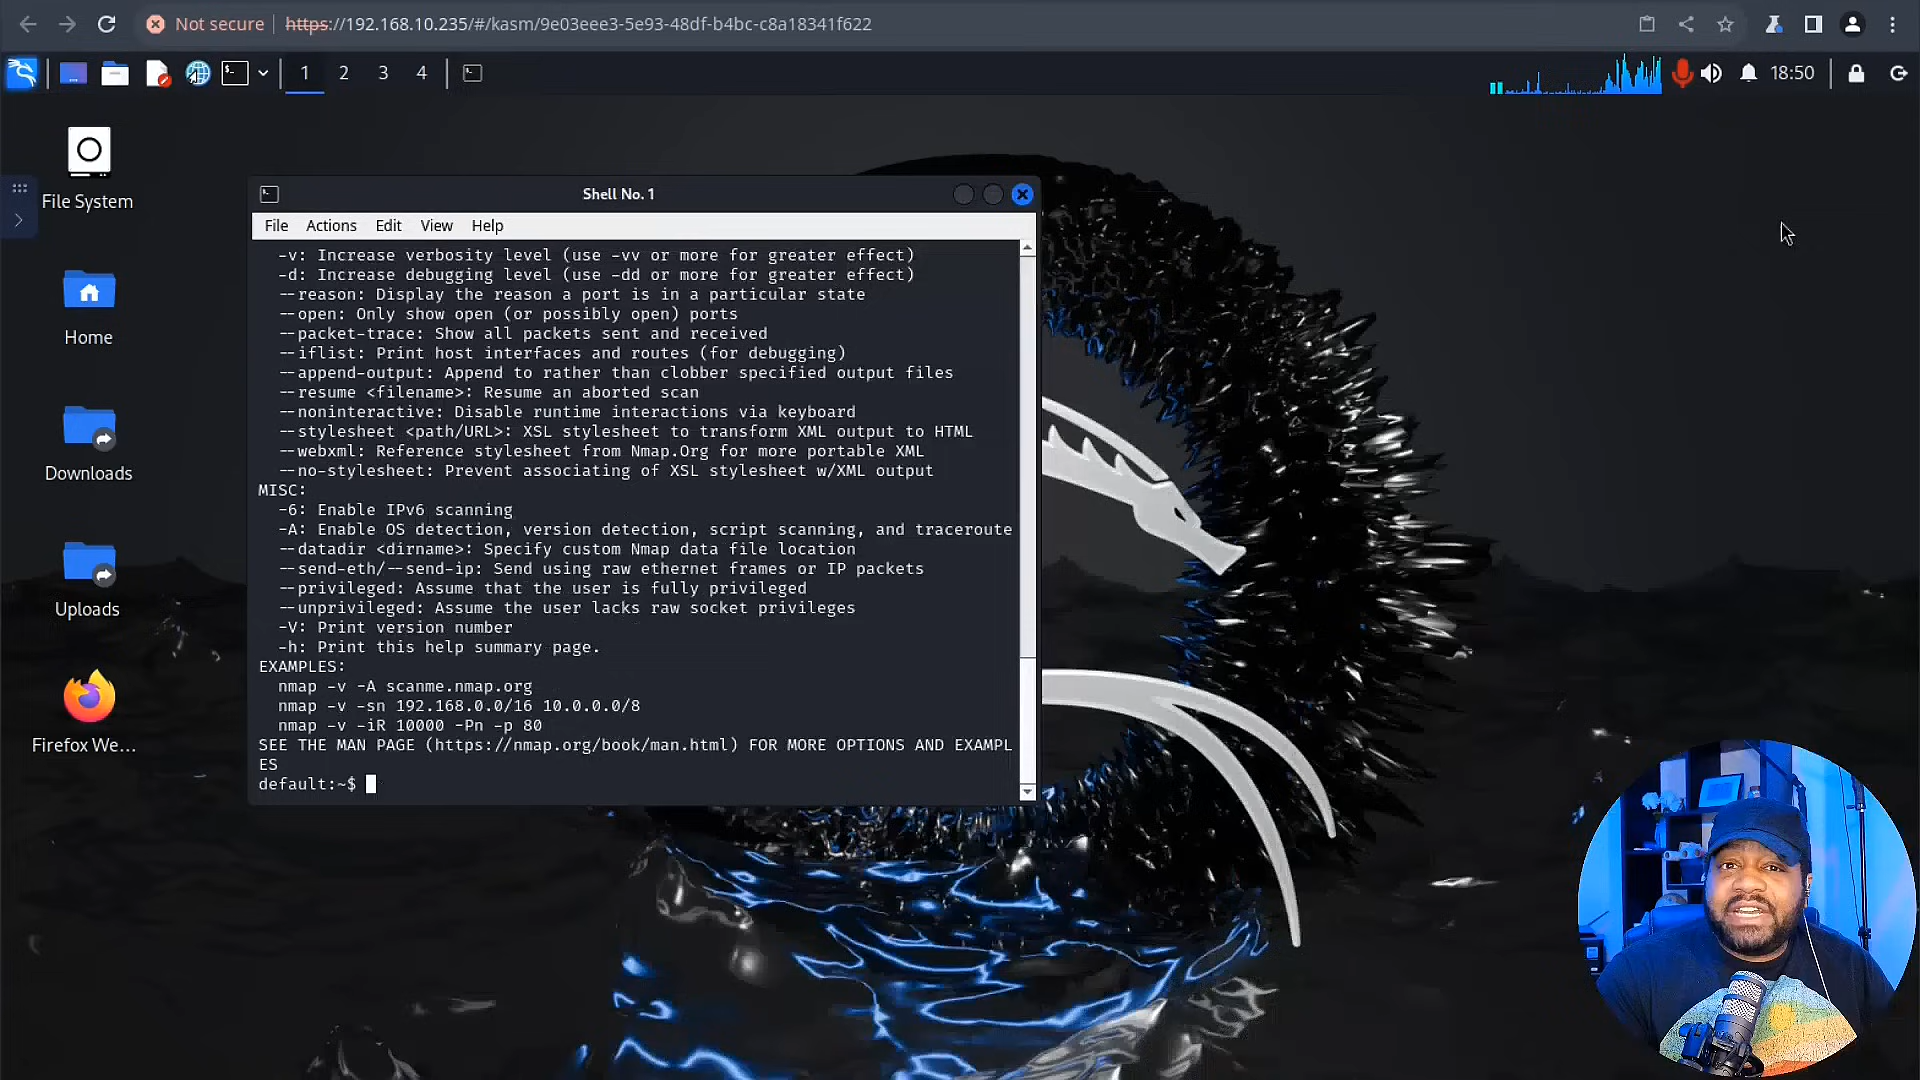 Not secure https://192.168.10.235/#/kasm/9e03eee3-5e93-48df-b4bc-c8a18341f622
1 2 3 4 18:50
File System
Home
Downloads
Uploads
Firefox We...
Shell No. 1
File Actions Edit View Help
-v: Increase verbosity level (use -vv or more for greater effect)
-d: Increase debugging level (use -dd or more for greater effect)
--reason: Display the reason a port is in a particular state
--open: Only show open (or possibly open) ports
--packet-trace: Show all packets sent and received
--iflist: Print host interfaces and routes (for debugging)
--append-output: Append to rather than clobber specified output files
--resume <filename>: Resume an aborted scan
--noninteractive: Disable runtime interactions via keyboard
--stylesheet <path/URL>: XSL stylesheet to transform XML output to HTML
--webxml: Reference stylesheet from Nmap.Org for more portable XML
--no-stylesheet: Prevent associating of XSL stylesheet w/XML output
MISC:
-6: Enable IPv6 scanning
-A: Enable OS detection, version detection, script scanning, and traceroute
--datadir <dirname>: Specify custom Nmap data file location
--send-eth/--send-ip: Send using raw ethernet frames or IP packets
--privileged: Assume that the user is fully privileged
--unprivileged: Assume the user lacks raw socket privileges
-V: Print version number
-h: Print this help summary page.
EXAMPLES:
nmap -v -A scanme.nmap.org
nmap -v -sn 192.168.0.0/16 10.0.0.0/8
nmap -v -iR 10000 -Pn -p 80
SEE THE MAN PAGE (https://nmap.org/book/man.html) FOR MORE OPTIONS AND EXAMPL
ES
default:~$